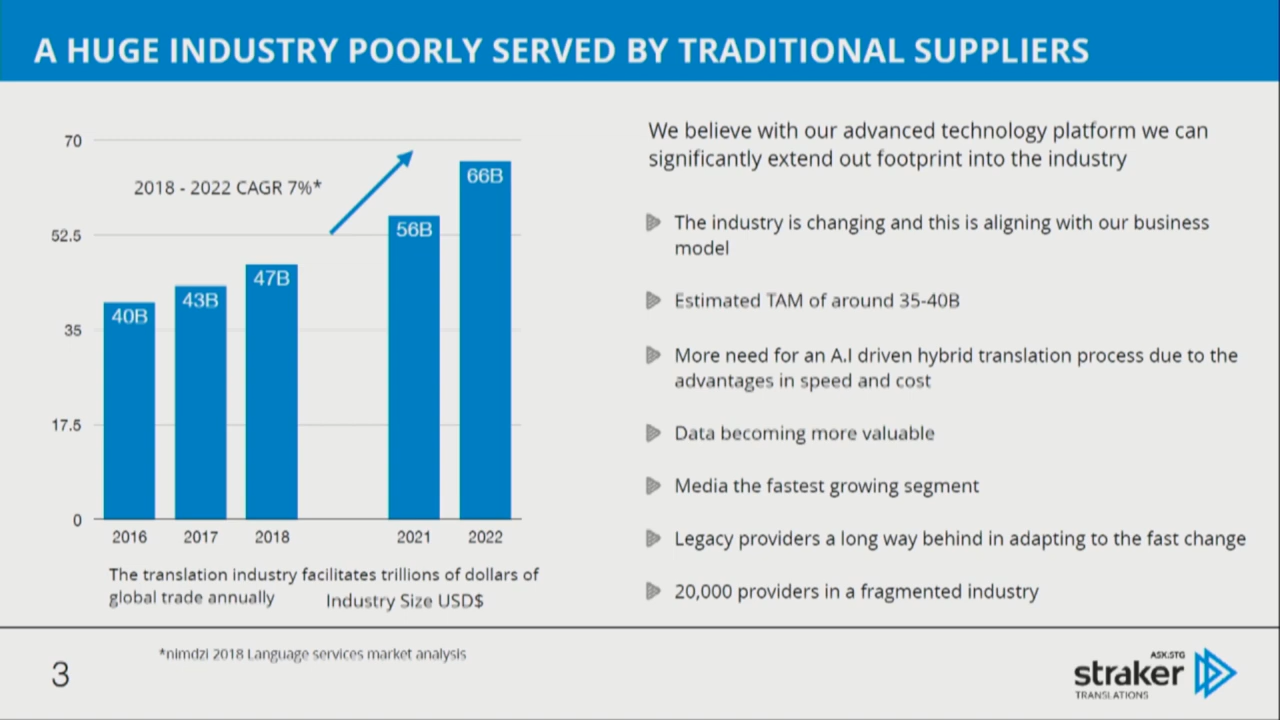 A HUGE INDUSTRY POORLY SERVED BY TRADITIONAL SUPPLIERS
70
52.5
35
17.5
0
2018 - 2022 CAGR 7%*
40B
43B
47B
56B
66B
2016
2017
2018
2021
2022
The translation industry facilitates trillions of dollars of
global trade annually
Industry Size USD$
We believe with our advanced technology platform we can
significantly extend out footprint into the industry
The industry is changing and this is aligning with our business
model
Estimated TAM of around 35-40B
More need for an A.I driven hybrid translation process due to the
advantages in speed and cost
Data becoming more valuable
Media the fastest growing segment
Legacy providers a long way behind in adapting to the fast change
20,000 providers in a fragmented industry
3
*nimdzi 2018 Language services market analysis
ASX:STG
straker
TRANSLATIONS